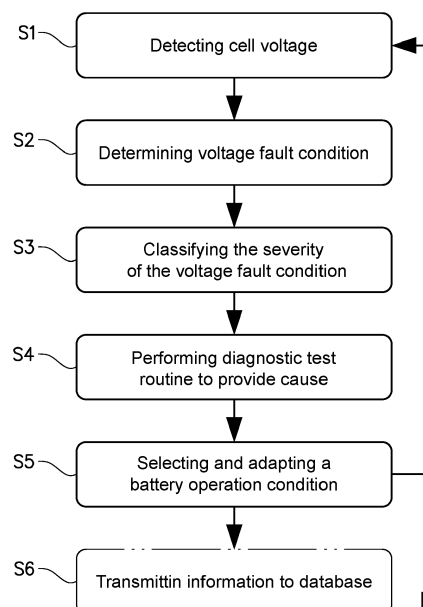 S1
Detecting cell voltage
S2
Determining voltage fault condition
S3
Classifying the severity
of the voltage fault condition
S4
Performing diagnostic test
routine to provide cause
S5
Selecting and adapting a
battery operation condition
S6
Transmittin information to database